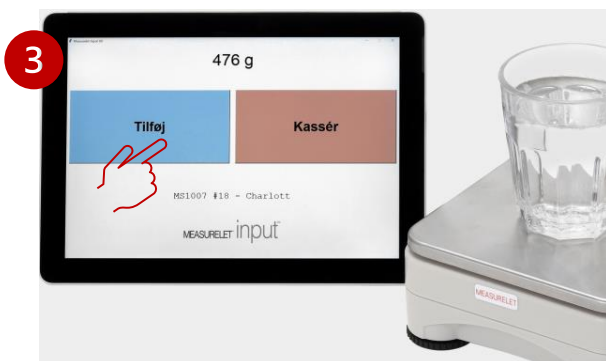 3
476 g
Tilføj Kassér
MS1007 #18 - Charlott
MEASURELET input
MEASURELET